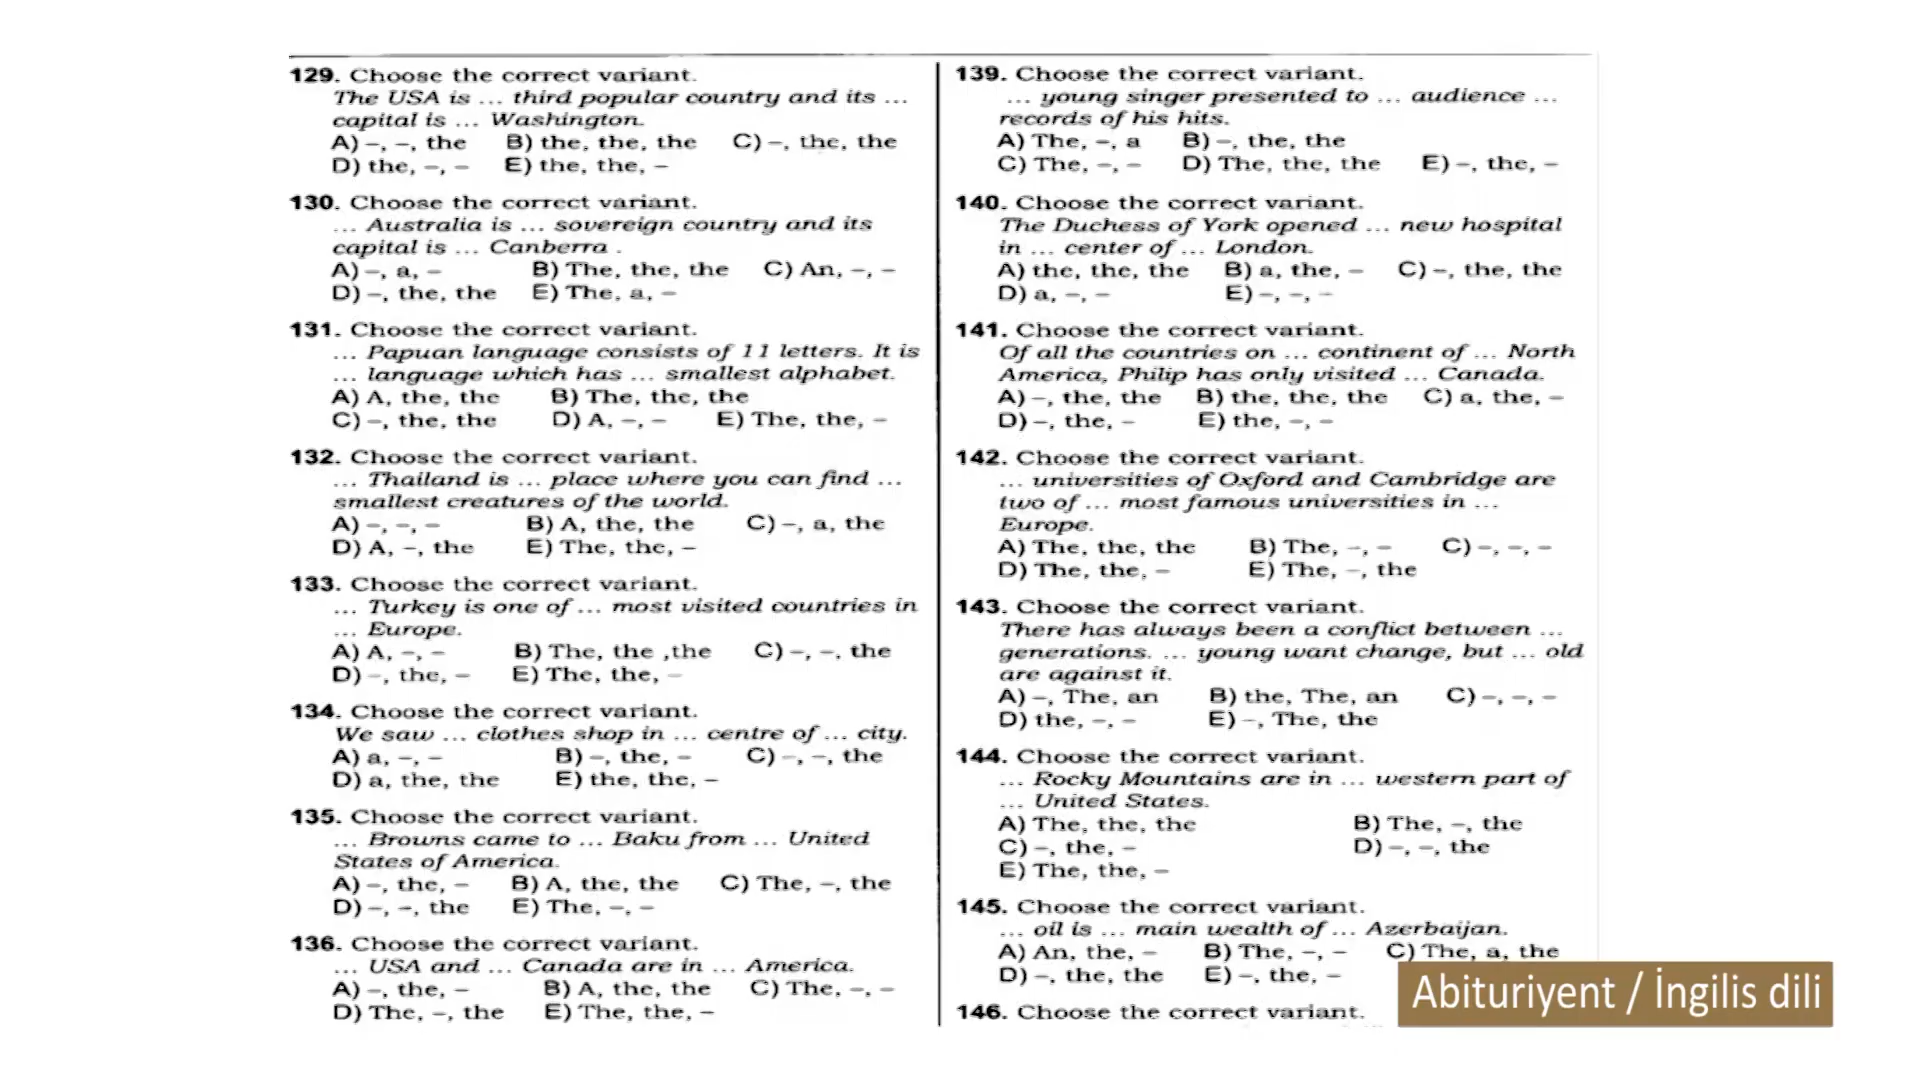 129. Choose the correct variant.
The USA is ... third popular country and its ...
capital is ... Washington.
A) –, –, the B) the, the, the C) –, the, the
D) the, –, – E) the, the, –
130. Choose the correct variant.
... Australia is ... sovereign country and its
capital is ... Canberra .
A) –, a, – B) The, the, the C) An, –, –
D) –, the, the E) The, a, –
131. Choose the correct variant.
... Papuan language consists of 11 letters. It is
... language which has ... smallest alphabet.
A) A, the, the B) The, the, the
C) –, the, the D) A, –, – E) The, the, –
132. Choose the correct variant.
... Thailand is ... place where you can find ...
smallest creatures of the world.
A) –, –, – B) A, the, the C) –, a, the
D) A, –, the E) The, the, –
133. Choose the correct variant.
... Turkey is one of ... most visited countries in
... Europe.
A) A, –, – B) The, the ,the C) –, –, the
D) –, the, – E) The, the, –
134. Choose the correct variant.
We saw ... clothes shop in ... centre of ... city.
A) a, –, – B) –, the, – C) –, –, the
D) a, the, the E) the, the, –
135. Choose the correct variant.
... Browns came to ... Baku from ... United
States of America.
A) –, the, – B) A, the, the C) The, –, the
D) –, –, the E) The, –, –
136. Choose the correct variant.
... USA and ... Canada are in ... America.
A) –, the, – B) A, the, the C) The, –, –
D) The, –, the E) The, the, –
139. Choose the correct variant.
... young singer presented to ... audience ...
records of his hits.
A) The, –, a B) –, the, the
C) The, –, – D) The, the, the E) –, the, –
140. Choose the correct variant.
The Duchess of York opened ... new hospital
in ... center of ... London.
A) the, the, the B) a, the, – C) –, the, the
D) a, –, – E) –, –, –
141. Choose the correct variant.
Of all the countries on ... continent of ... North
America, Philip has only visited ... Canada.
A) –, the, the B) the, the, the C) a, the, –
D) –, the, – E) the, –, –
142. Choose the correct variant.
... universities of Oxford and Cambridge are
two of ... most famous universities in ...
Europe.
A) The, the, the B) The, –, – C) –, –, –
D) The, the, – E) The, –, the
143. Choose the correct variant.
There has always been a conflict between ...
generations. ... young want change, but ... old
are against it.
A) –, The, an B) the, The, an C) –, –, –
D) the, –, – E) –, The, the
144. Choose the correct variant.
... Rocky Mountains are in ... western part of
... United States.
A) The, the, the B) The, –, the
C) –, the, – D) –, –, the
E) The, the, –
145. Choose the correct variant.
... oil is ... main wealth of ... Azerbaijan.
A) An, the, – B) The, –, – C) The, a, the
D) –, the, the E) –, the, –
146. Choose the correct variant.
Abituriyent / İngilis dili